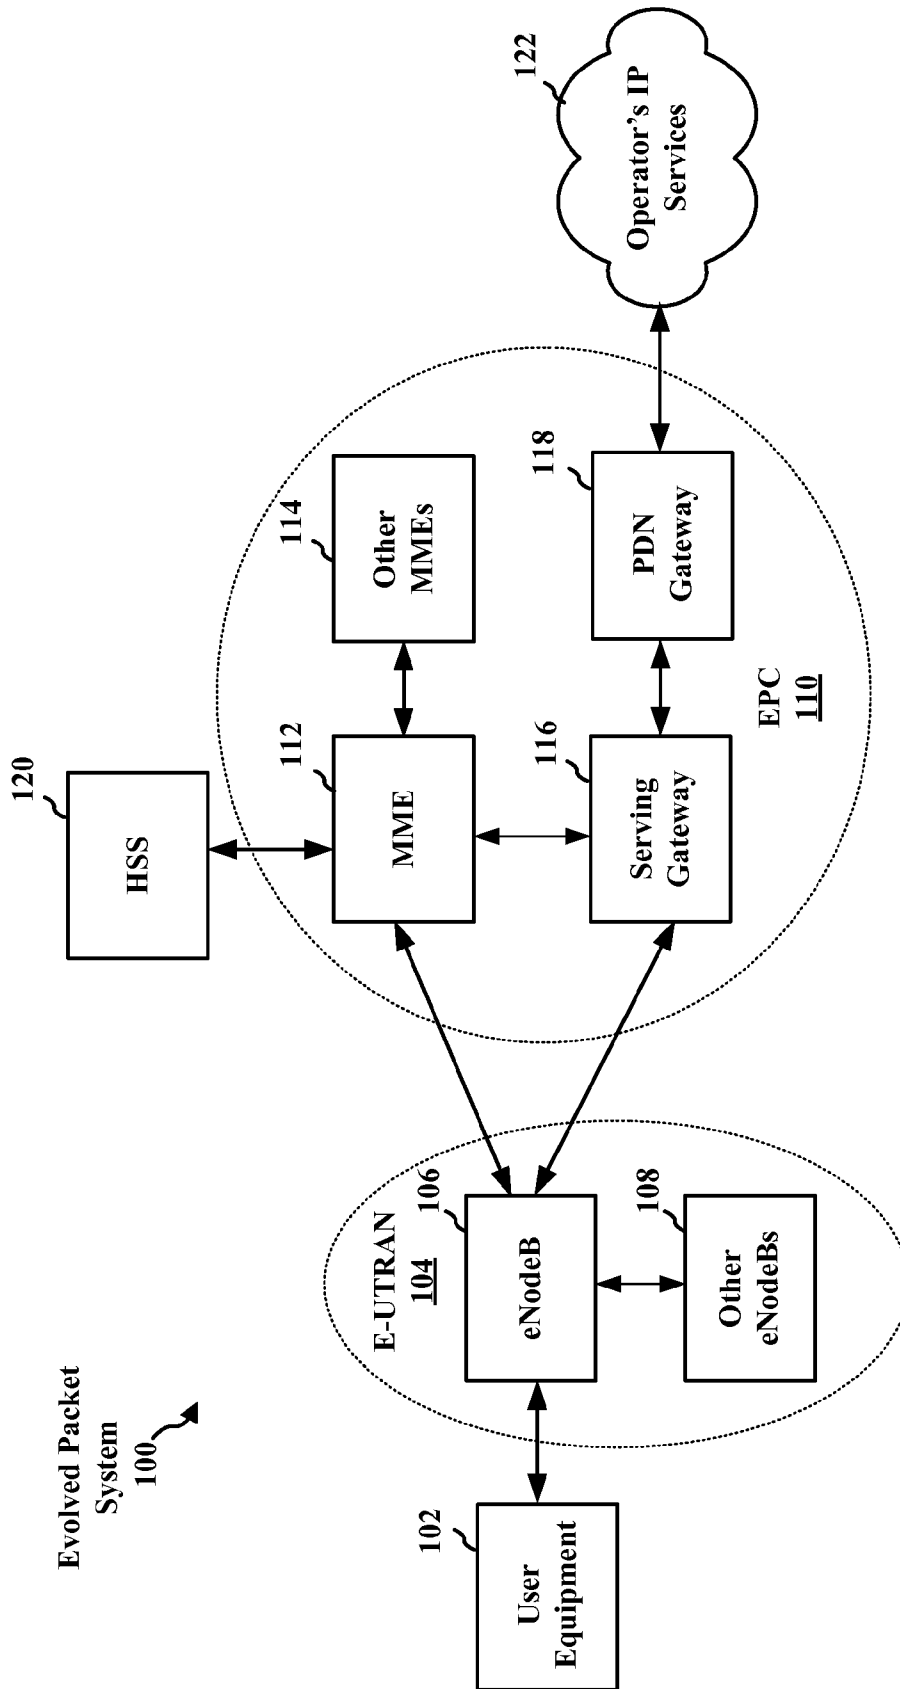 Evolved Packet
System
100
User
Equipment
102
E-UTRAN
104
eNodeB
106
Other
eNodeBs
108
HSS
120
MME
112
Other
MMEs
114
Serving
Gateway
116
PDN
Gateway
118
EPC
110
Operator's IP
Services
122